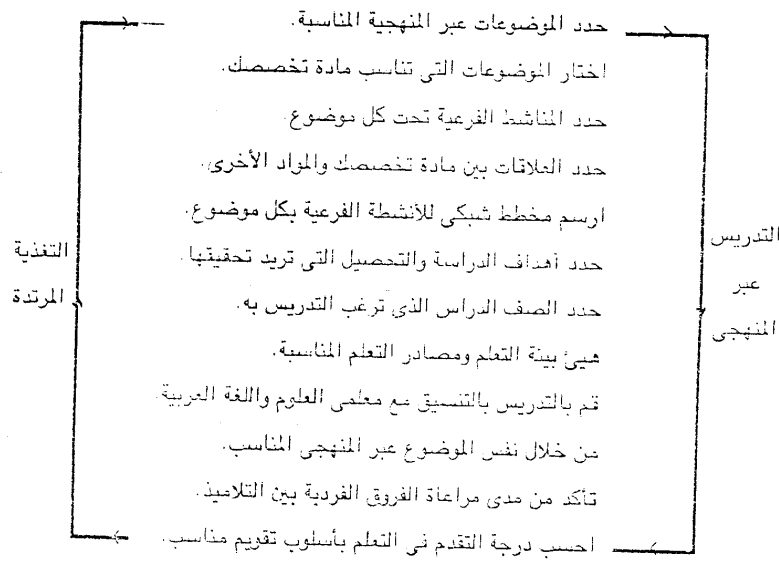 حدد الموضوعات عبر المنهجية المناسبة.
اختار الموضوعات التى تناسب مادة تخصصك.
حدد المناشط الفرعية تحت كل موضوع.
حدد العلاقات بين مادة تخصصك والمواد الأخرى.
ارسم مخطط شبكى للأنشطة الفرعية بكل موضوع.
حدد أهداف الدراسة والتحصيل التى تريد تحقيقها.
حدد الصف الدراس الذى ترغب التدريس به.
هيئ بيئة التعلم ومصادر التعلم المناسبة.
قم بالتدريس بالتنسيق مع معلمى العلوم واللغة العربية.
من خلال نفس الموضوع عبر المنهجى المناسب.
تأكد من مدى مراعاة الفروق الفردية بين التلاميذ.
احسب درجة التقدم فى التعلم بأسلوب تقويم مناسب.
التدريس
عبر
المنهجى
التغذية
المرتدة